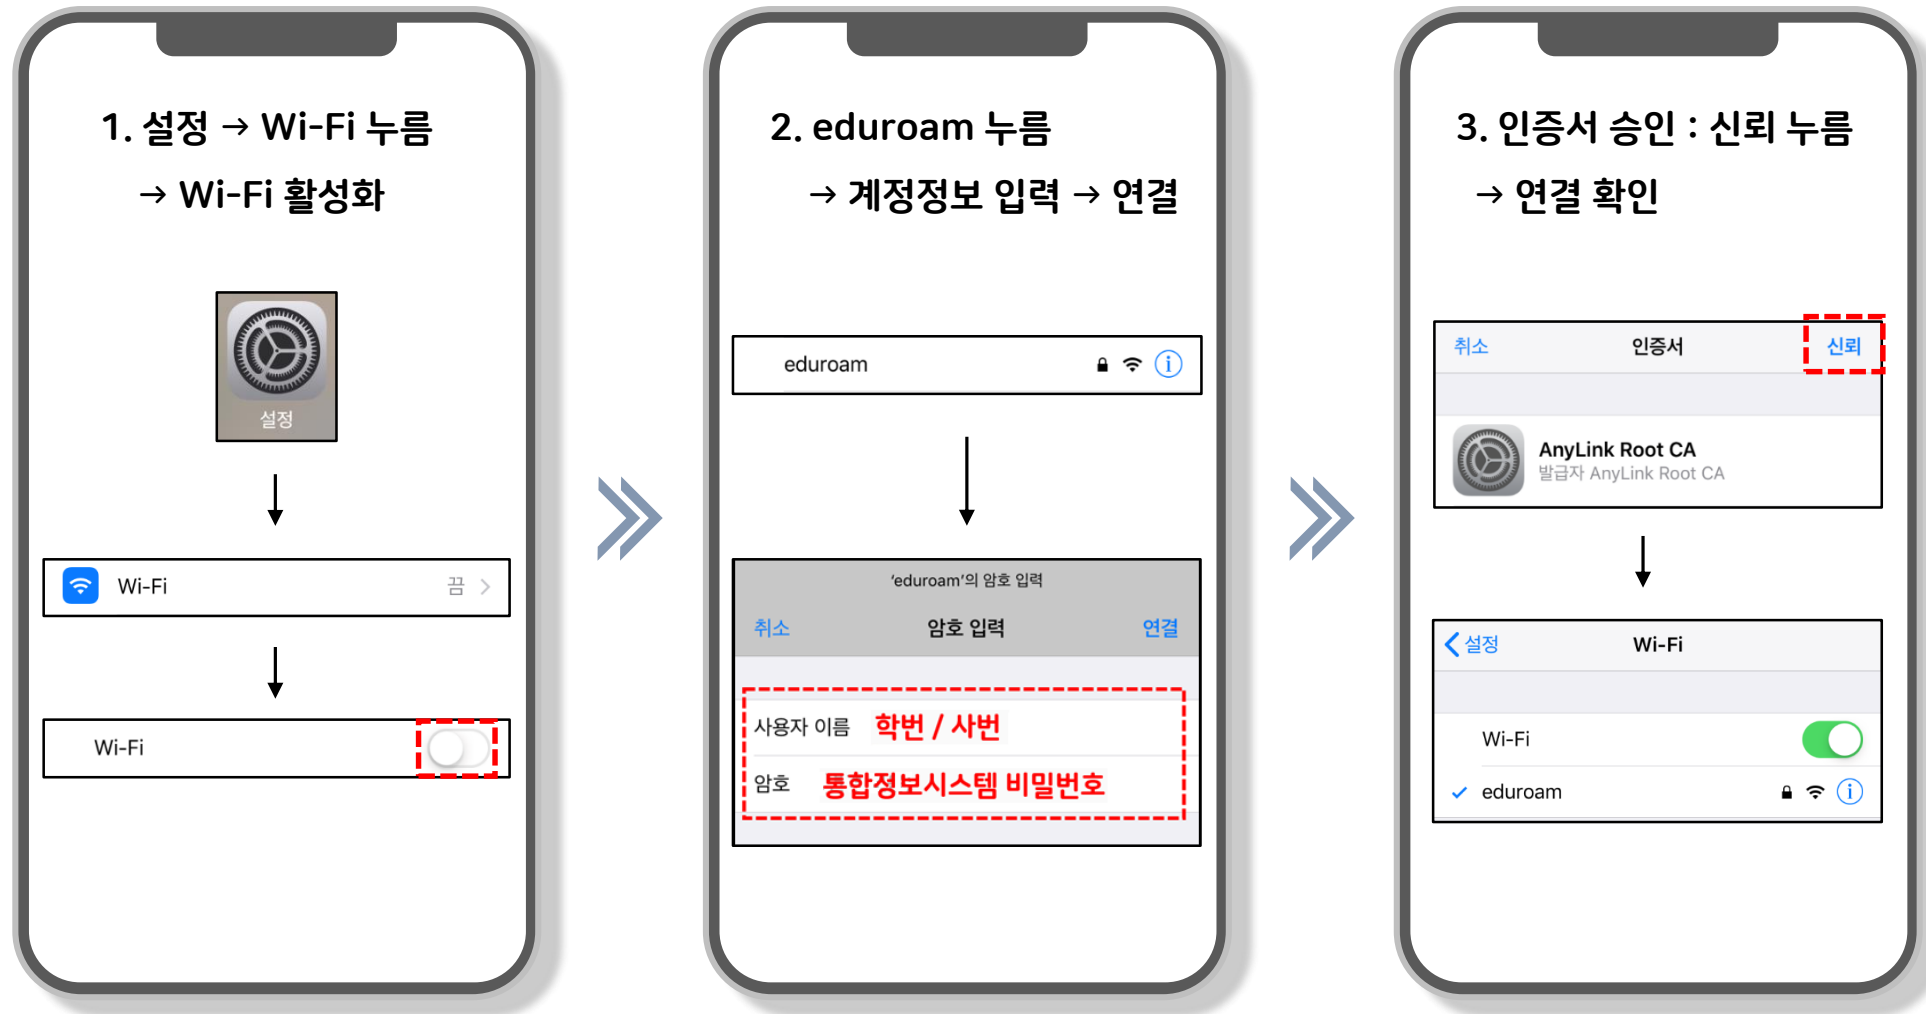 1. 설정 → Wi-Fi 누름
→ Wi-Fi 활성화
설정
Wi-Fi 끔
Wi-Fi
2. eduroam 누름
→ 계정정보 입력 → 연결
eduroam
'eduroam'의 암호 입력
취소 암호 입력 연결
사용자 이름 학번 / 사번
암호 통합정보시스템 비밀번호
3. 인증서 승인 : 신뢰 누름
→ 연결 확인
취소 인증서 신뢰
AnyLink Root CA
발급자 AnyLink Root CA
설정 Wi-Fi
Wi-Fi
eduroam